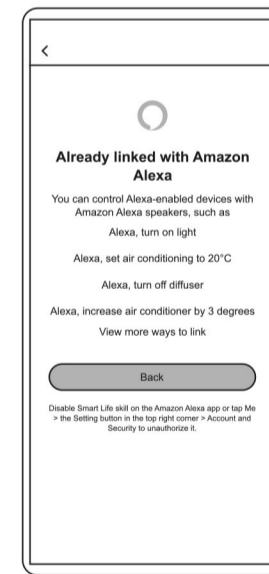 Already linked with Amazon
Alexa
You can control Alexa-enabled devices with
Amazon Alexa speakers, such as
Alexa, turn on light
Alexa, set air conditioning to 20°C
Alexa, turn off diffuser
Alexa, increase air conditioner by 3 degrees
View more ways to link
Back
Disable Smart Life skill on the Amazon Alexa app or tap Me
> the Setting button in the top right corner > Account and
Security to unauthorize it.